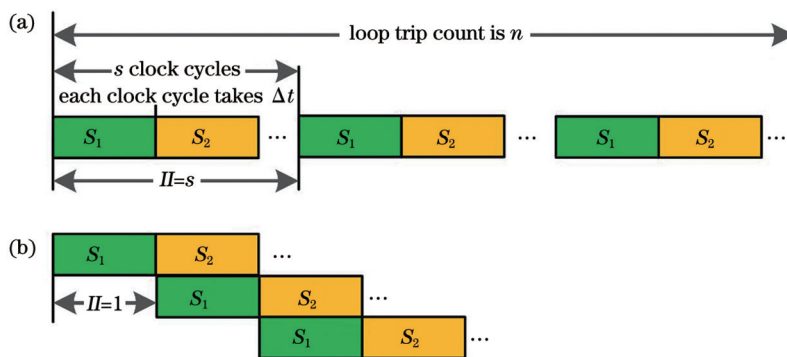 (a)
loop trip count is n
s clock cycles
each clock cycle takes Δt
S₁ S₂ ... S₁ S₂ ... S₁ S₂ ...
II=s
(b)
S₁ S₂ ...
II=1 S₁ S₂ ...
S₁ S₂ ...